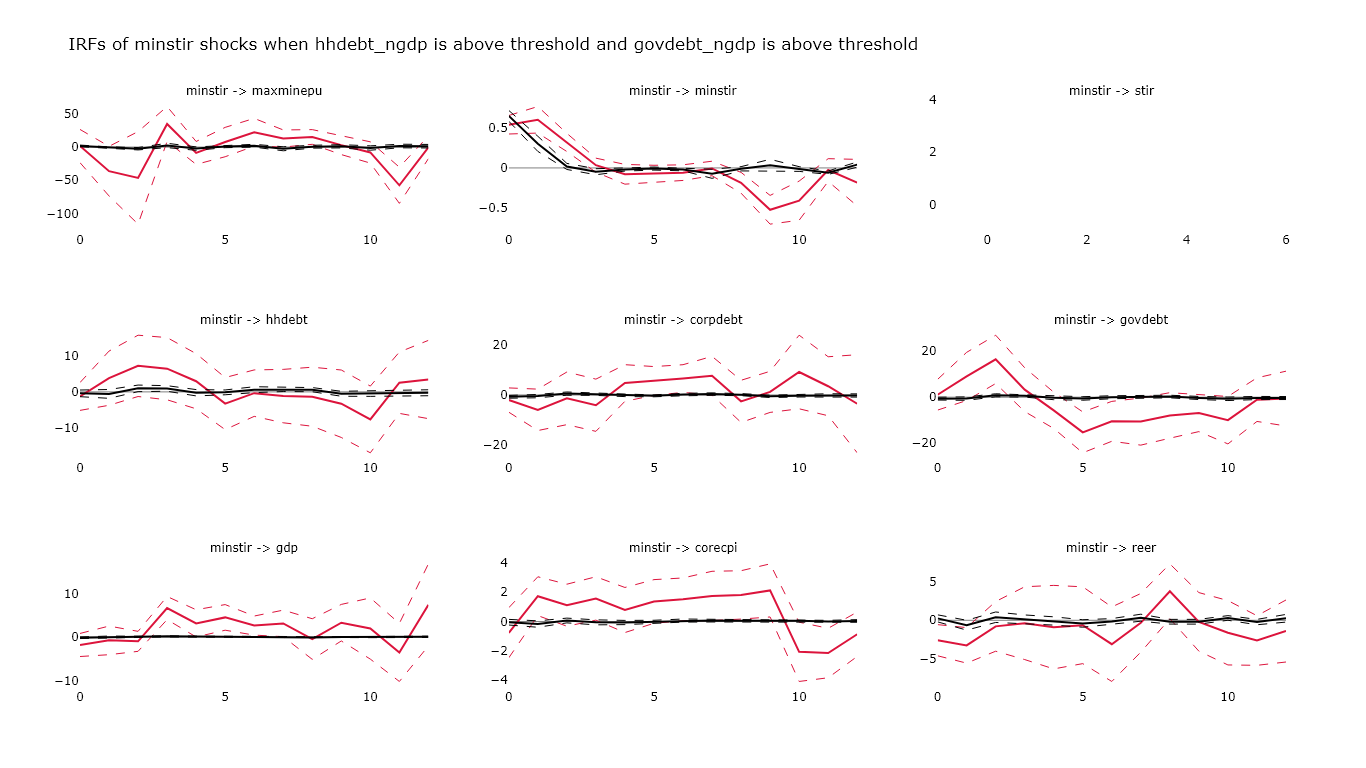 IRFs of minstir shocks when hhdebt_ngdp is above threshold and govdebt_ngdp is above threshold
minstir -> maxminepu
50
0
−50
−100
0 5 10
minstir -> minstir
0.5
0
−0.5
0 5 10
minstir -> stir
4
2
0
0 2 4 6
minstir -> hhdebt
10
0
−10
0 5 10
minstir -> corpdebt
20
0
−20
0 5 10
minstir -> govdebt
20
0
−20
0 5 10
minstir -> gdp
10
0
−10
0 5 10
minstir -> corecpi
4
2
0
−2
−4
0 5 10
minstir -> reer
5
0
−5
0 5 10